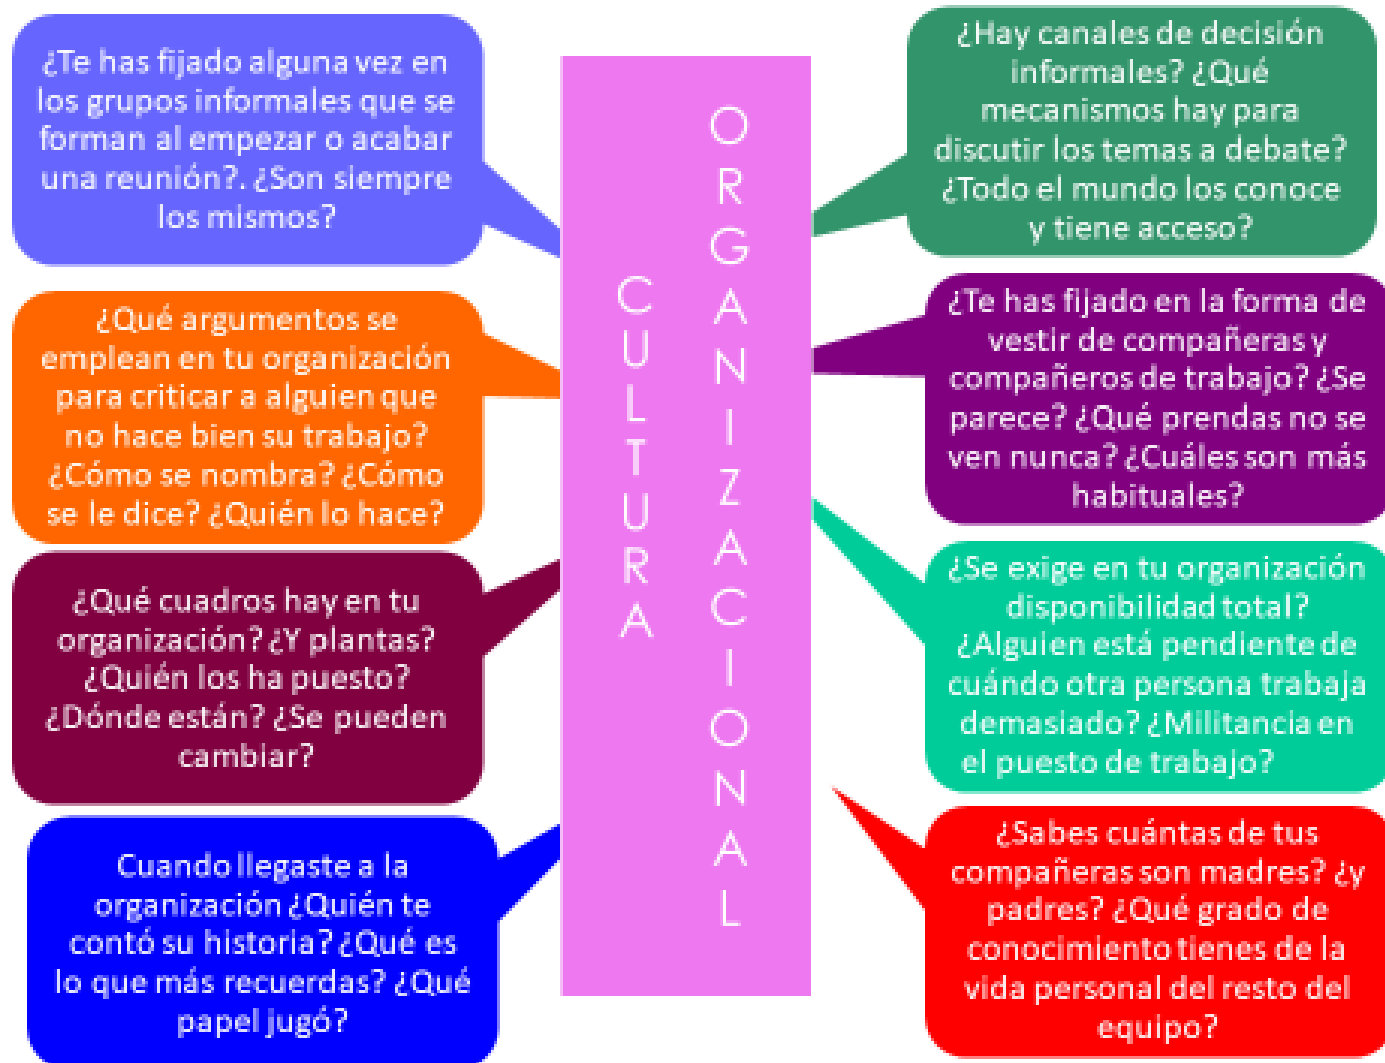 ¿Te has fijado alguna vez en
los grupos informales que se
forman al empezar o acabar
una reunión?. ¿Son siempre
los mismos?
¿Qué argumentos se
emplean en tu organización
para criticar a alguien que
no hace bien su trabajo?
¿Cómo se nombra? ¿Cómo
se le dice? ¿Quién lo hace?
¿Qué cuadros hay en tu
organización? ¿Y plantas?
¿Quién los ha puesto?
¿Dónde están? ¿Se pueden
cambiar?
Cuando llegaste a la
organización ¿Quién te
contó su historia? ¿Qué es
lo que más recuerdas? ¿Qué
papel jugó?
CULTURA
ORGANIZACIONAL
¿Hay canales de decisión
informales? ¿Qué
mecanismos hay para
discutir los temas a debate?
¿Todo el mundo los conoce
y tiene acceso?
¿Te has fijado en la forma de
vestir de compañeras y
compañeros de trabajo? ¿Se
parece? ¿Qué prendas no se
ven nunca? ¿Cuáles son más
habituales?
¿Se exige en tu organización
disponibilidad total?
¿Alguien está pendiente de
cuándo otra persona trabaja
demasiado? ¿Militancia en
el puesto de trabajo?
¿Sabes cuántas de tus
compañeras son madres? ¿y
padres? ¿Qué grado de
conocimiento tienes de la
vida personal del resto del
equipo?